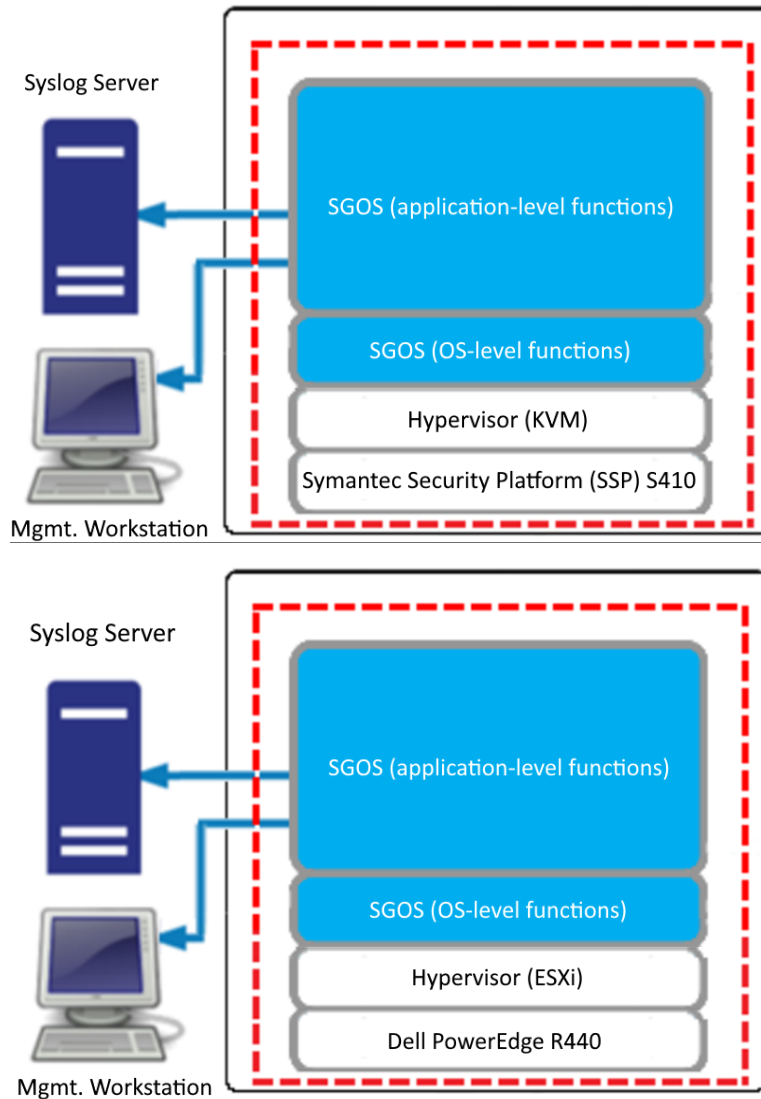 Syslog Server
SGOS (application-level functions)
SGOS (OS-level functions)
Hypervisor (KVM)
Symantec Security Platform (SSP) S410
Mgmt. Workstation
Syslog Server
SGOS (application-level functions)
SGOS (OS-level functions)
Hypervisor (ESXi)
Dell PowerEdge R440
Mgmt. Workstation